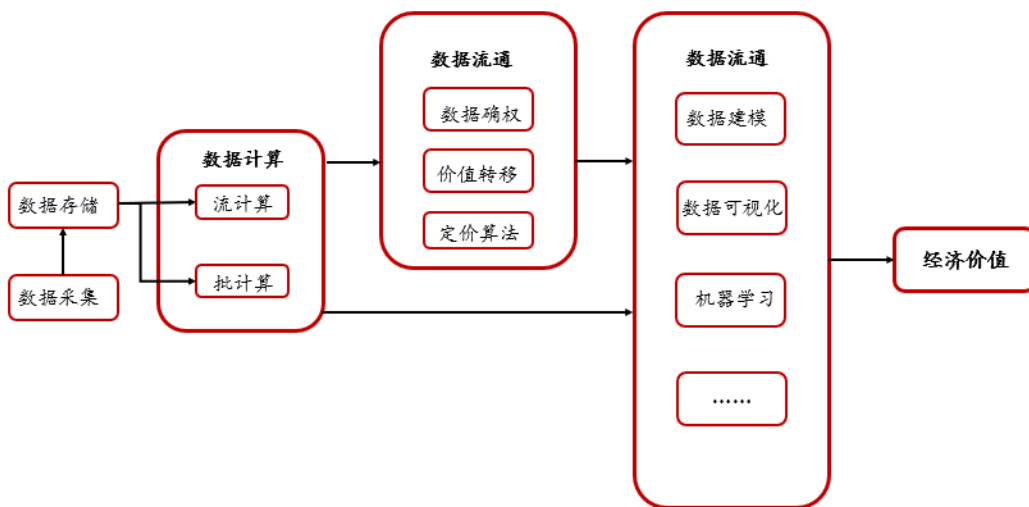 数据流通
数据确权
价值转移
定价算法
数据流通
数据建模
数据可视化
机器学习
……
数据计算
流计算
批计算
数据存储
数据采集
经济价值